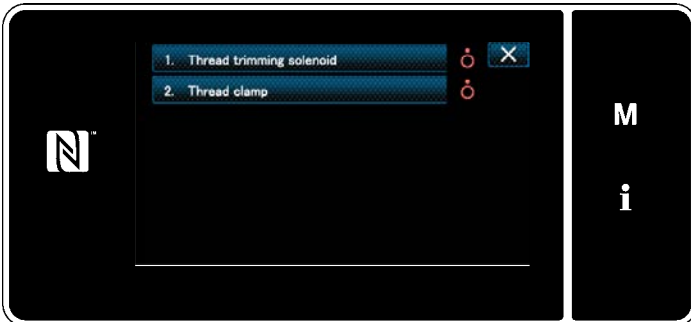 1. Thread trimming solenoid
2. Thread clamp
M
i